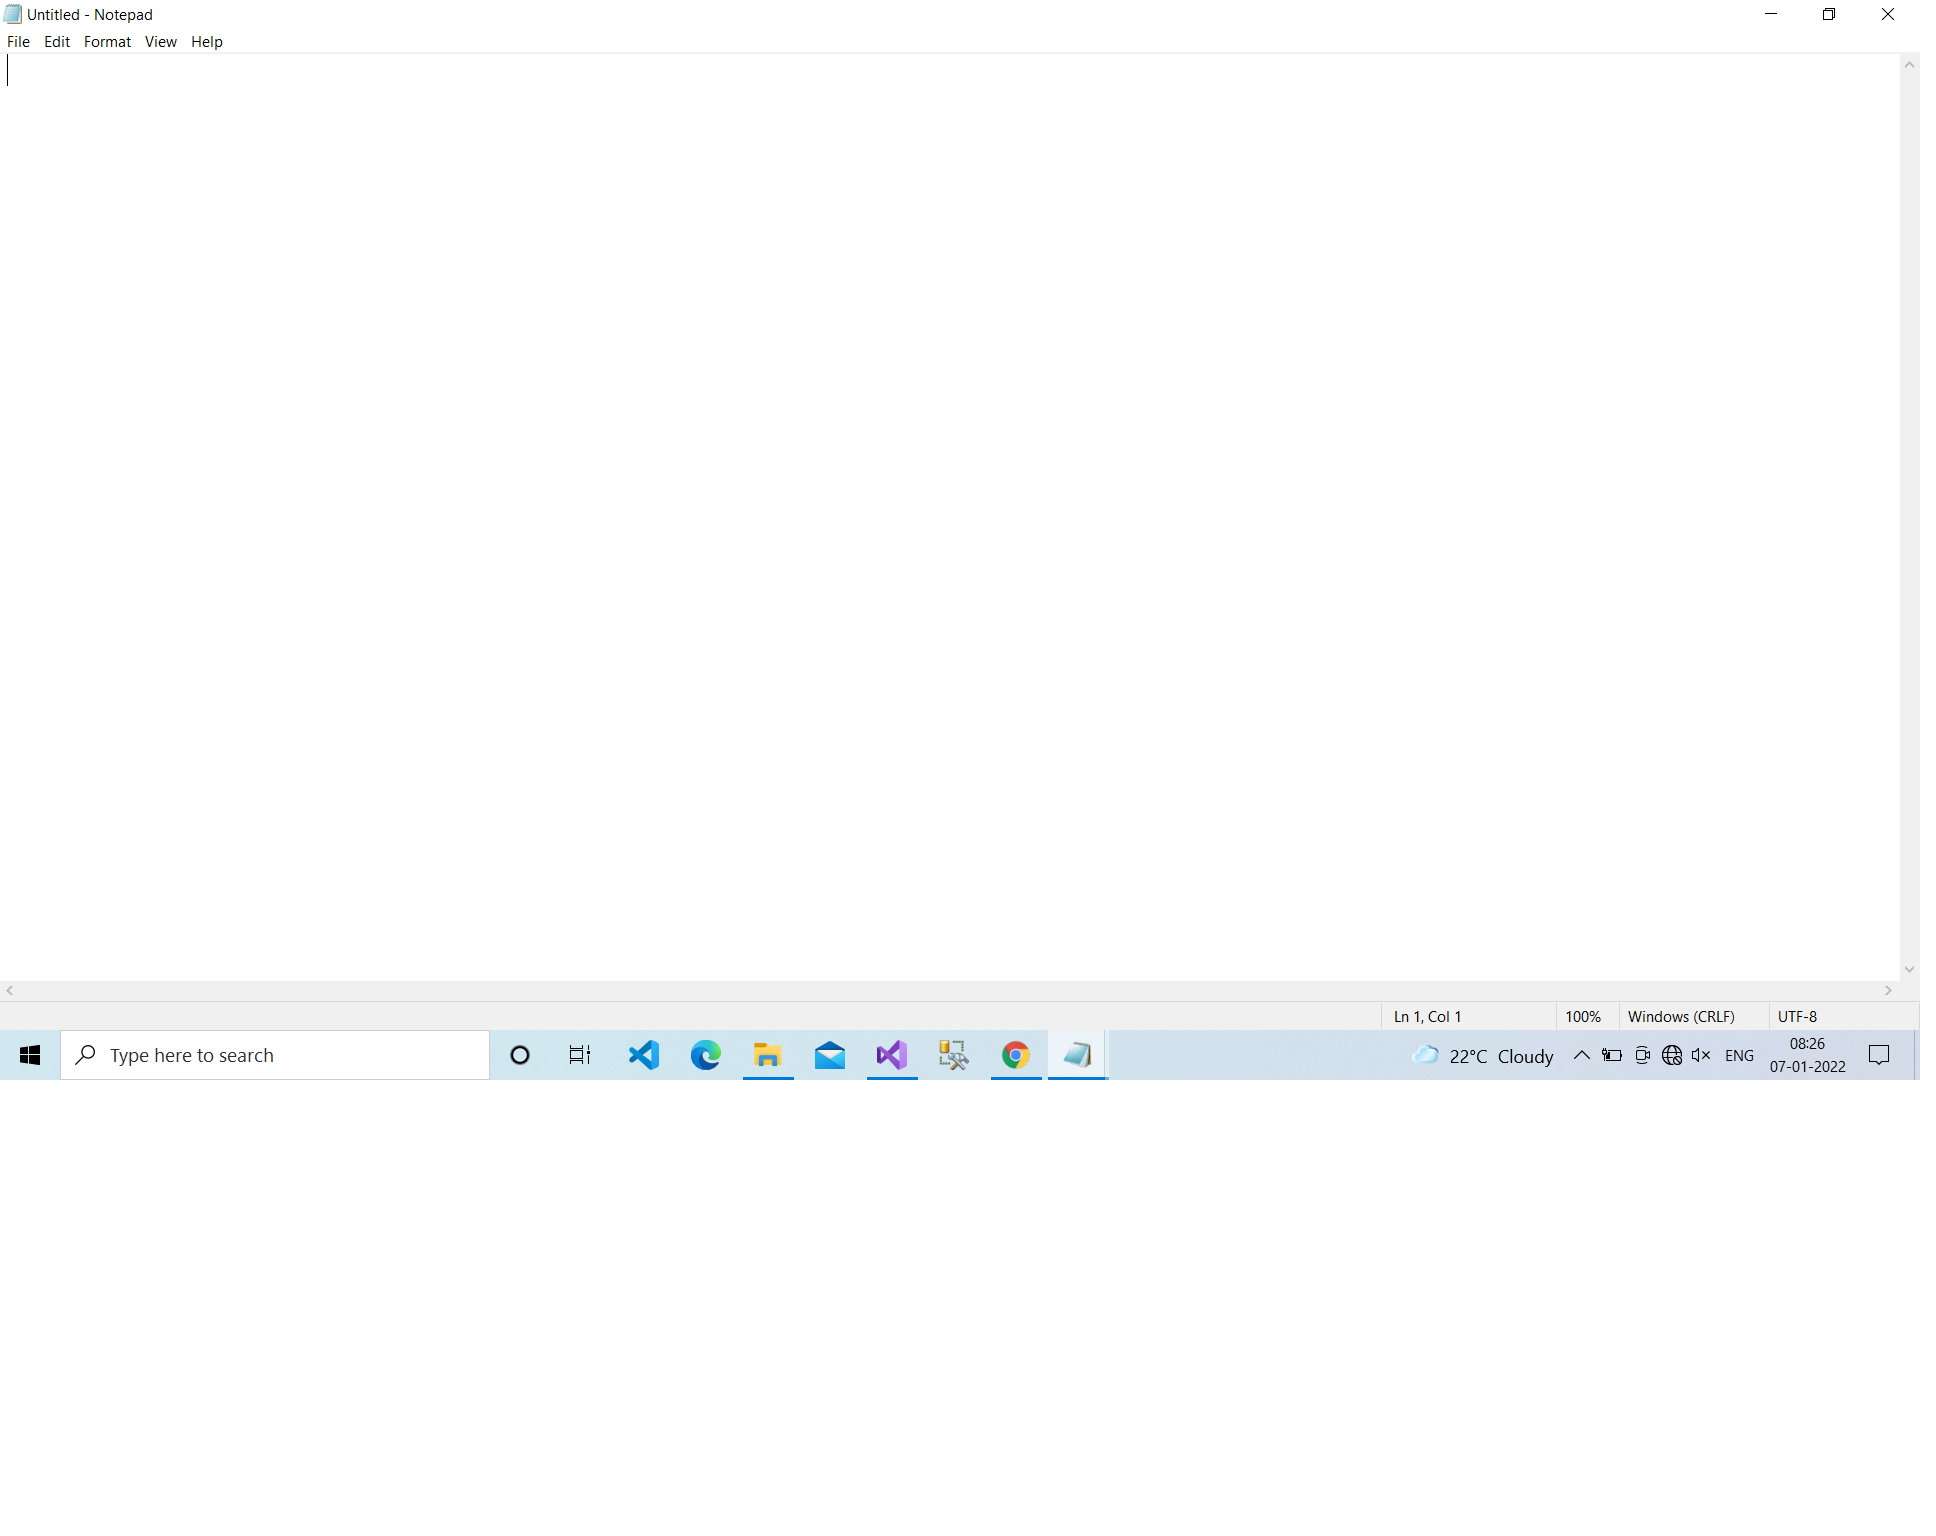 Untitled - Notepad
File Edit Format View Help
Ln 1, Col 1 100% Windows (CRLF) UTF-8
Type here to search
22°C Cloudy
ENG
08:26
07-01-2022